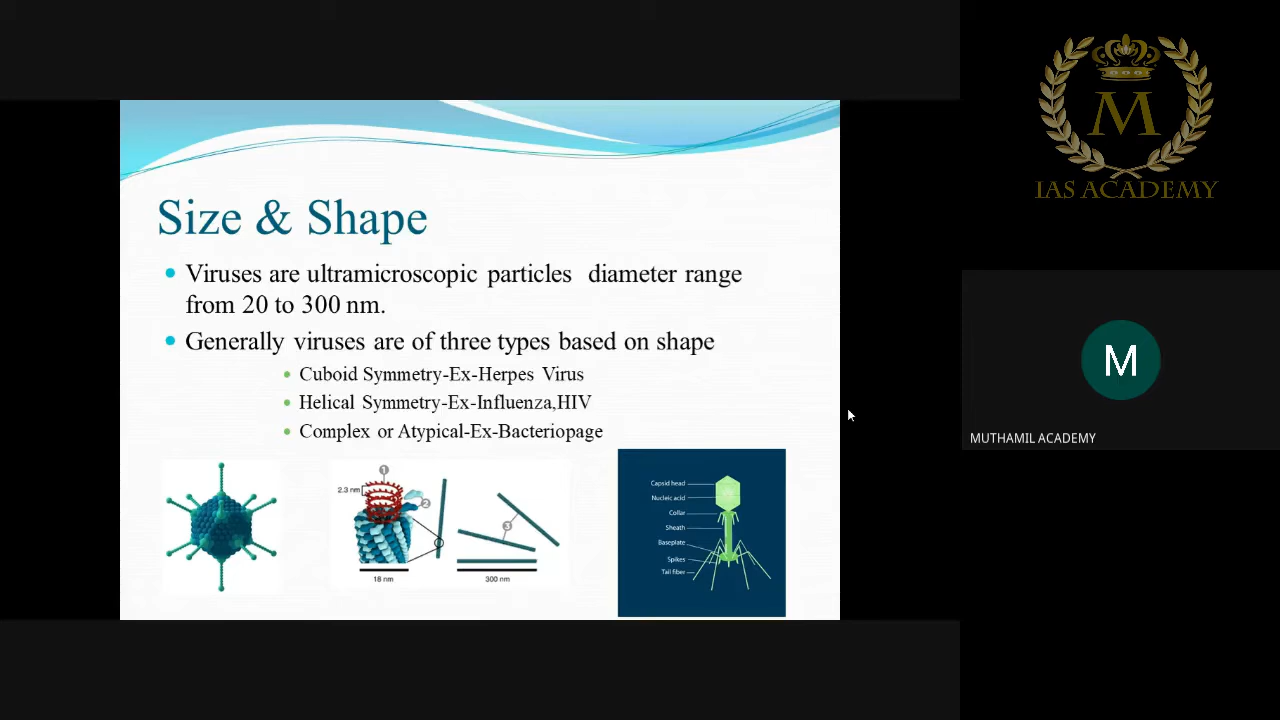 M
IAS ACADEMY
Size & Shape
Viruses are ultramicroscopic particles diameter range
from 20 to 300 nm.
Generally viruses are of three types based on shape
Cuboid Symmetry-Ex-Herpes Virus
Helical Symmetry-Ex-Influenza,HIV
Complex or Atypical-Ex-Bacteriopage
1
2.3 nm
2
3
18 nm
300 nm
Capsid head
Nucleic acid
Collar
Sheath
Baseplate
Spikes
Tail fiber
M
MUTHAMIL ACADEMY